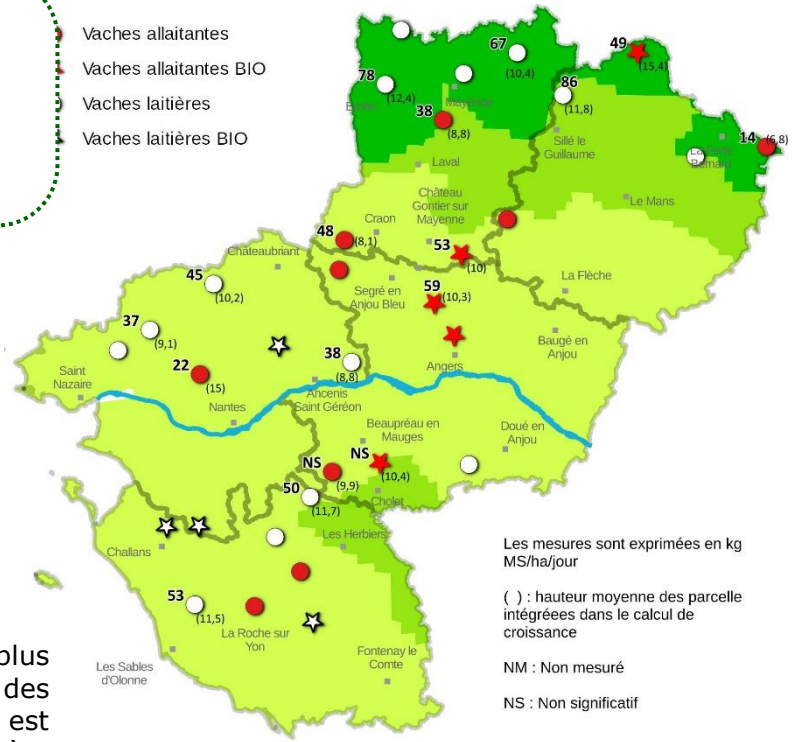 Vaches allaitantes
Vaches allaitantes BIO
Vaches laitières
Vaches laitières BIO
67
(10,4)
49
(15,4)
78
(12,4)
Mayenne
86
(11,8)
38
(8,8)
14
(6,8)
Sillé le
Guillaume
Bernard
Laval
Le Mans
Château
Gontier sur
Mayenne
Craon
48
(8,1)
53
(10)
Châteaubriant
La Flèche
45
(10,2)
Segré en
Anjou Bleu
59
(10,3)
37
(9,1)
Baugé en
Anjou
38
(8,8)
Angers
22
(15)
Saint
Nazaire
Ancenis
Saint Géréon
Nantes
Beaupréau en
Mauges
Doué en
Anjou
NS
(9,9)
NS
(10,4)
50
(11,7)
Cholet
Les Herbiers
Challans
53
(11,5)
La Roche sur
Yon
Les Sables
d'Olonne
Fontenay le
Comte
Les mesures sont exprimées en kg
MS/ha/jour
( ) : hauteur moyenne des parcelle
intégréees dans le calcul de
croissance
NM : Non mesuré
NS : Non significatif
plus
des
est